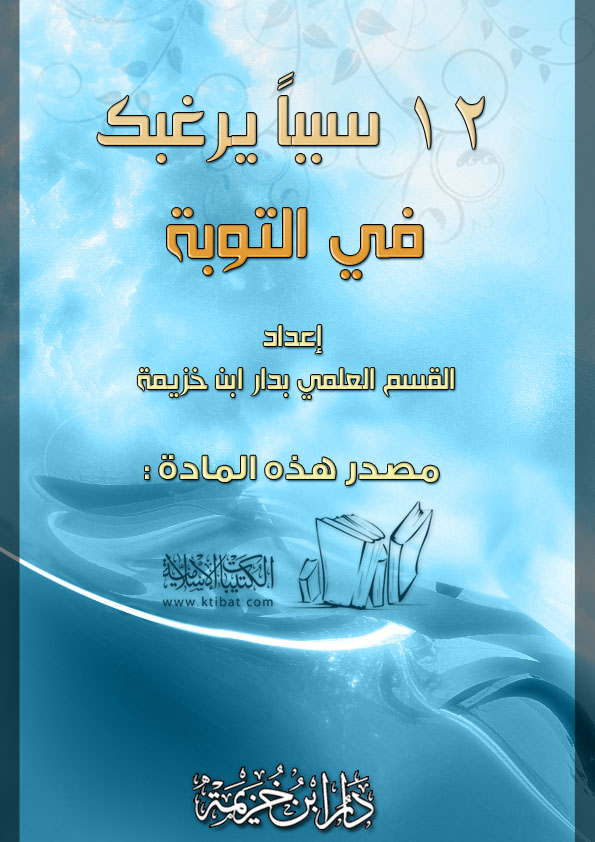 ١٢ سبباً يرغبك
في التوبة
إعداد
القسم العلمي بدار ابن خزيمة
مصدر هذه المادة :
الكتيبات الإسلامية
www.ktibat.com
دار ابن خزيمة